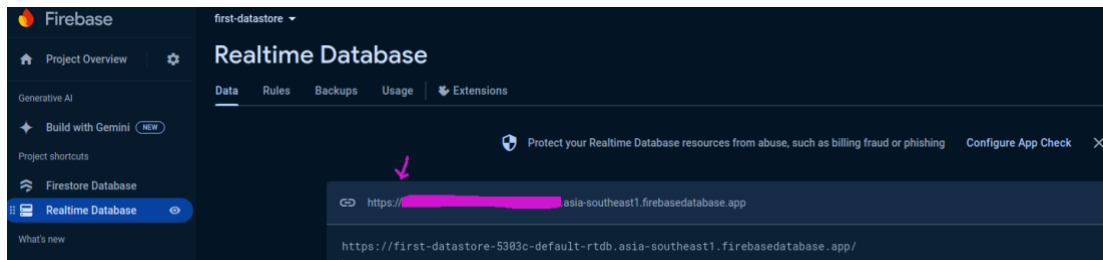 Firebase
first-datastore
Project Overview
Realtime Database
Generative AI
Data Rules Backups Usage Extensions
Build with Gemini NEW
Protect your Realtime Database resources from abuse, such as billing fraud or phishing Configure App Check
Project shortcuts
Firestore Database
Realtime Database
https:// .asia-southeast1.firebasedatabase.app
What's new
https://first-datastore-5303c-default-rtdb.asia-southeast1.firebasedatabase.app/